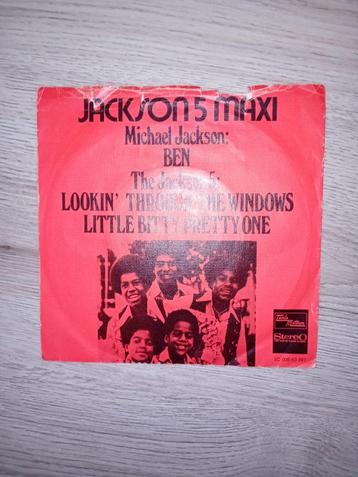 JACKSON 5 MAXI
Michael Jackson:
BEN
The Jackson 5:
LOOKIN' THROUGH THE WINDOWS
LITTLE BITTY PRETTY ONE
Tamla
Motown
STEREO